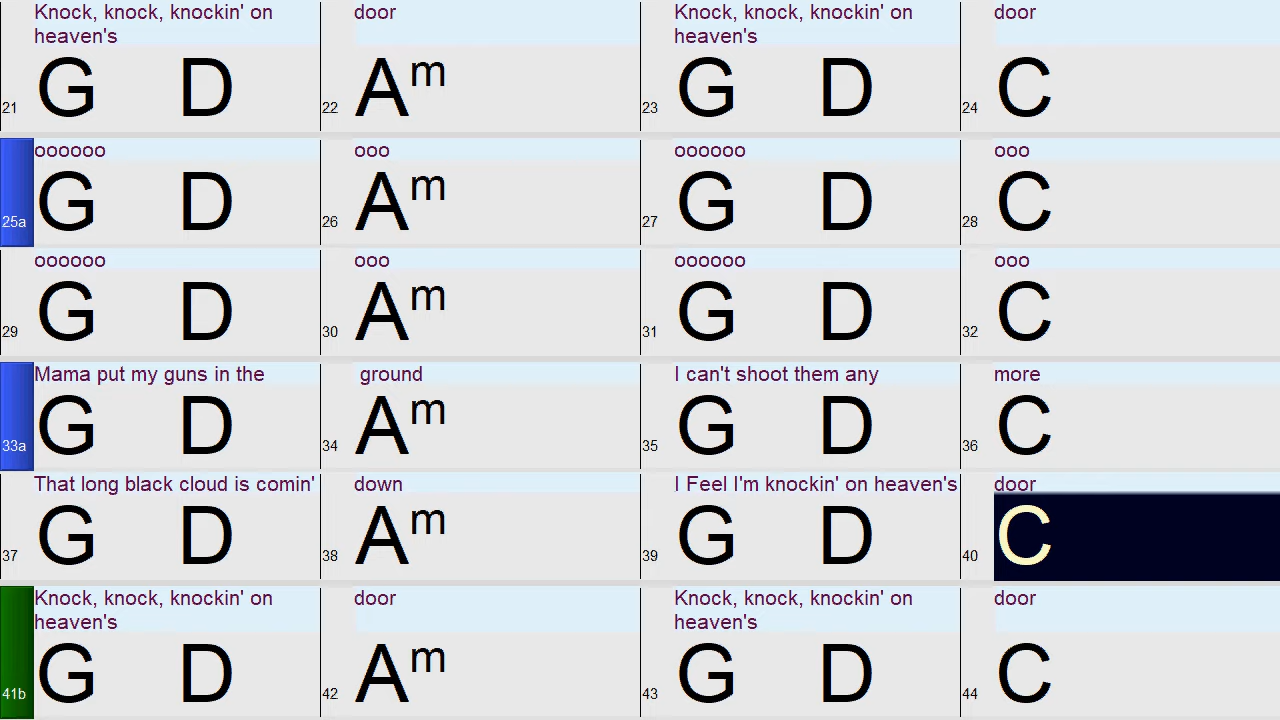 Knock, knock, knockin' on door Knock, knock, knockin' on door
heaven's heaven's
21 G D 22 Am 23 G D 24 C
oooooo ooo oooooo ooo
25a G D 26 Am 27 G D 28 C
oooooo ooo oooooo ooo
29 G D 30 Am 31 G D 32 C
Mama put my guns in the ground I can't shoot them any more
33a G D 34 Am 35 G D 36 C
That long black cloud is comin' down I Feel I'm knockin' on heaven's door
37 G D 38 Am 39 G D 40 C
Knock, knock, knockin' on door Knock, knock, knockin' on door
heaven's heaven's
41b G D 42 Am 43 G D 44 C